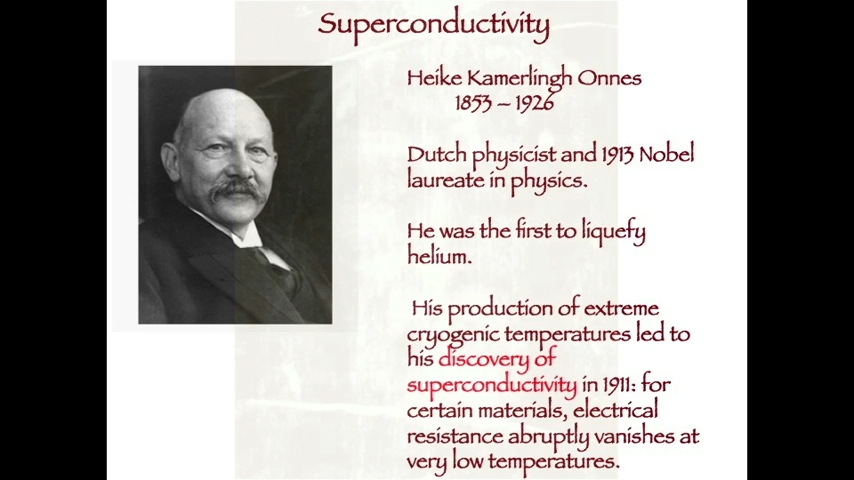 Superconductivity
Heike Kamerlingh Onnes
1853 – 1926
Dutch physicist and 1913 Nobel
laureate in physics.
He was the first to liquefy
helium.
His production of extreme
cryogenic temperatures led to
his discovery of
superconductivity in 1911: for
certain materials, electrical
resistance abruptly vanishes at
very low temperatures.